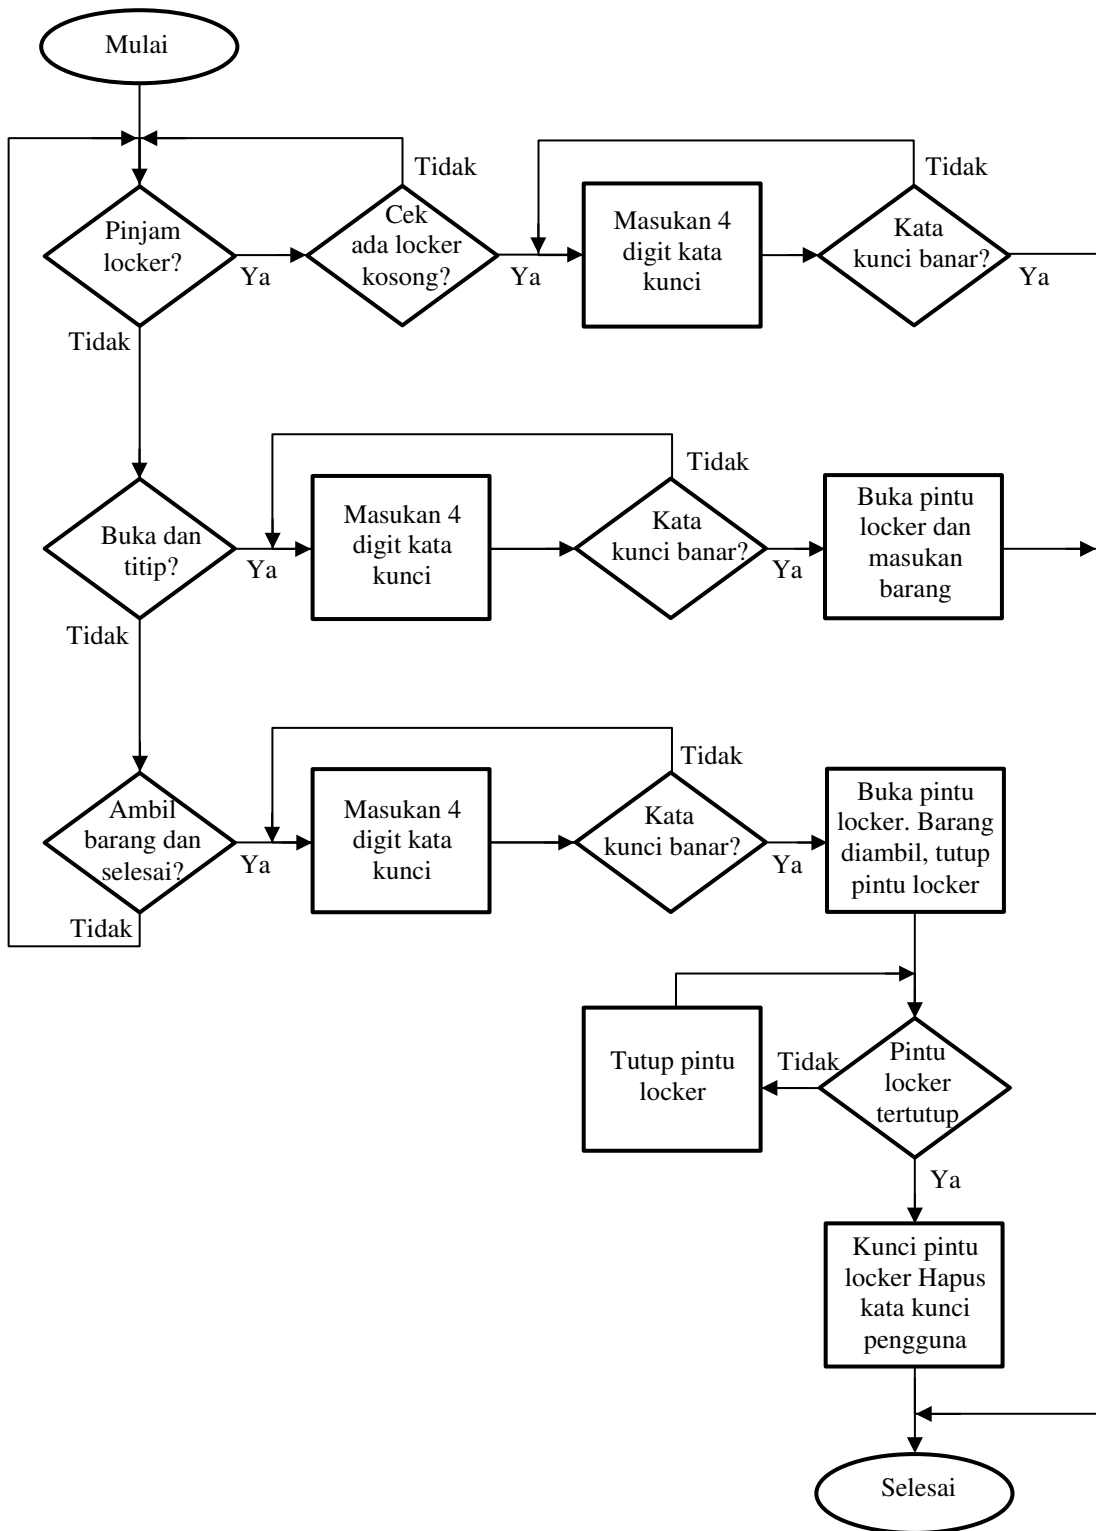 Mulai
Pinjam
locker?
Ya
Tidak
Cek
ada locker
kosong?
Tidak
Ya
Masukan 4
digit kata
kunci
Kata
kunci banar?
Tidak
Ya
Buka dan
titip?
Ya
Tidak
Masukan 4
digit kata
kunci
Kata
kunci banar?
Tidak
Ya
Buka pintu
locker dan
masukan
barang
Ambil
barang dan
selesai?
Ya
Tidak
Masukan 4
digit kata
kunci
Kata
kunci banar?
Tidak
Ya
Buka pintu
locker. Barang
diambil, tutup
pintu locker
Tutup pintu
locker
Tidak
Pintu
locker
tertutup
Ya
Kunci pintu
locker Hapus
kata kunci
pengguna
Selesai